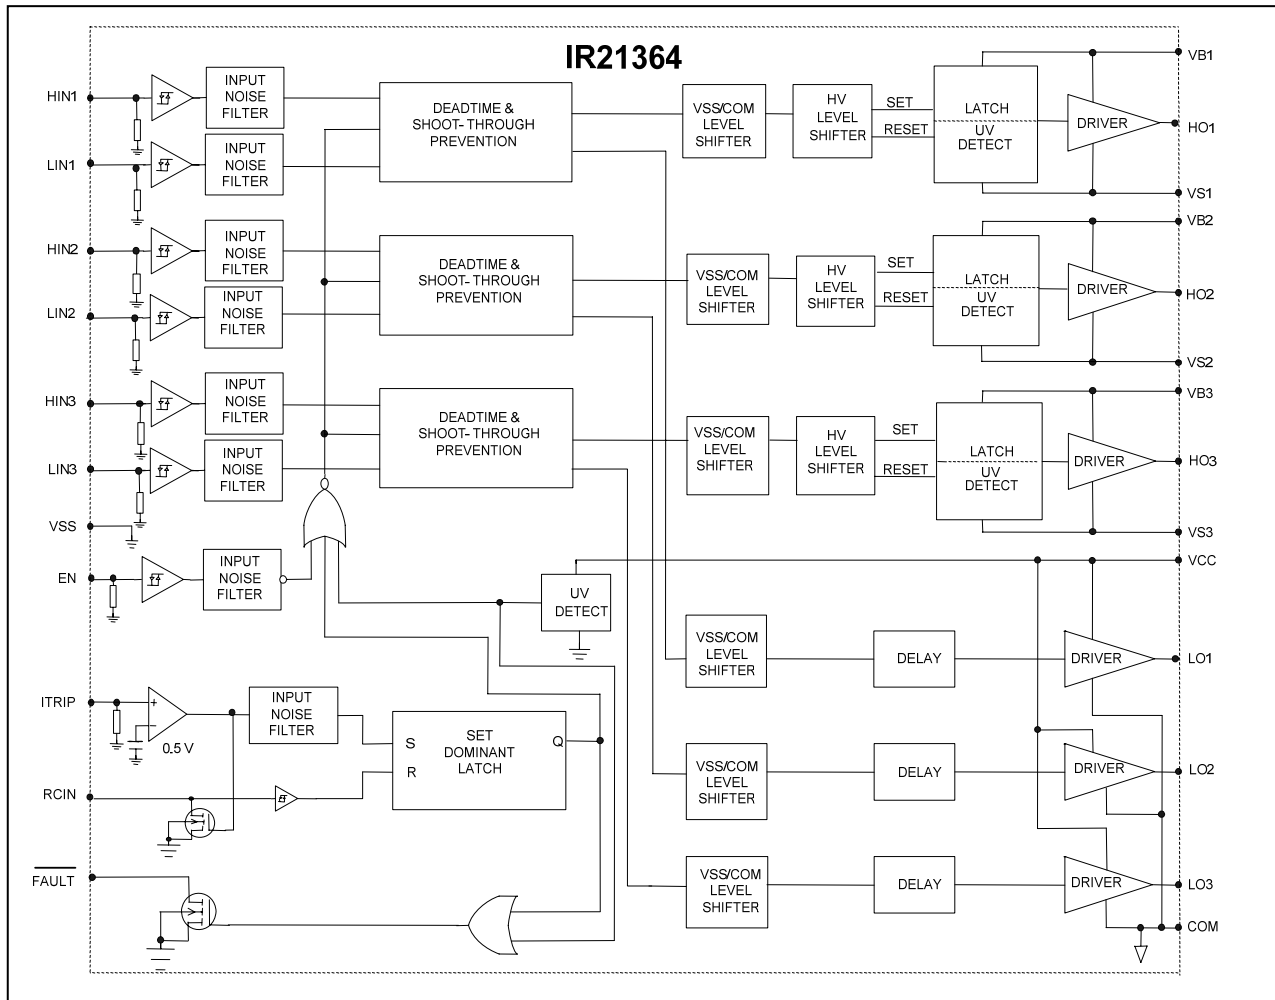 IR21364
HIN1
INPUT
NOISE
FILTER
DEADTIME &
SHOOT- THROUGH
PREVENTION
VSS/COM
LEVEL
SHIFTER
HV
LEVEL
SHIFTER
SET
RESET
LATCH
UV
DETECT
DRIVER
VB1
HO1
VS1
LIN1
INPUT
NOISE
FILTER
HIN2
INPUT
NOISE
FILTER
DEADTIME &
SHOOT- THROUGH
PREVENTION
VSS/COM
LEVEL
SHIFTER
HV
LEVEL
SHIFTER
SET
RESET
LATCH
UV
DETECT
DRIVER
VB2
HO2
VS2
LIN2
INPUT
NOISE
FILTER
HIN3
INPUT
NOISE
FILTER
DEADTIME &
SHOOT- THROUGH
PREVENTION
VSS/COM
LEVEL
SHIFTER
HV
LEVEL
SHIFTER
SET
RESET
LATCH
UV
DETECT
DRIVER
VB3
HO3
VS3
LIN3
INPUT
NOISE
FILTER
VSS
EN
INPUT
NOISE
FILTER
UV
DETECT
VCC
VSS/COM
LEVEL
SHIFTER
DELAY
DRIVER
LO1
ITRIP
+
−
0.5 V
INPUT
NOISE
FILTER
S
R
SET
DOMINANT
LATCH
Q
VSS/COM
LEVEL
SHIFTER
DELAY
DRIVER
LO2
RCIN
FAULT
VSS/COM
LEVEL
SHIFTER
DELAY
DRIVER
LO3
COM